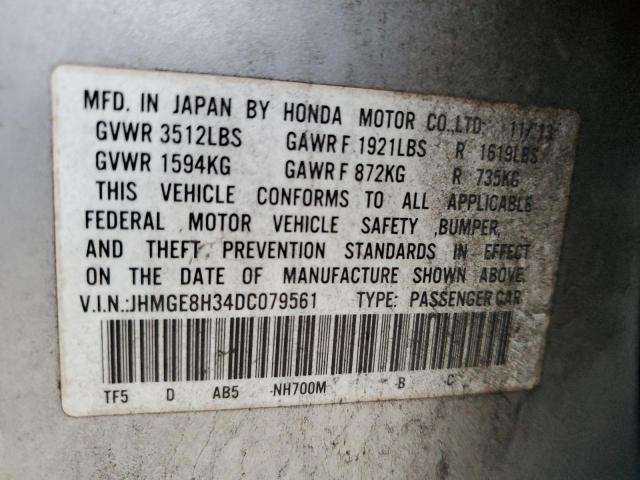 MFD. IN JAPAN BY HONDA MOTOR CO.,LTD 11/13
GVWR 3512LBS GAWR F 1921LBS R 1619LBS
GVWR 1594KG GAWR F 872KG R 735KG
THIS VEHICLE CONFORMS TO ALL APPLICABLE
FEDERAL MOTOR VEHICLE SAFETY ,BUMPER,
AND THEFT PREVENTION STANDARDS IN EFFECT
ON THE DATE OF MANUFACTURE SHOWN ABOVE.
V.I.N.:JHMGE8H34DC079561 TYPE: PASSENGER CAR
TF5 D AB5 NH700M B C